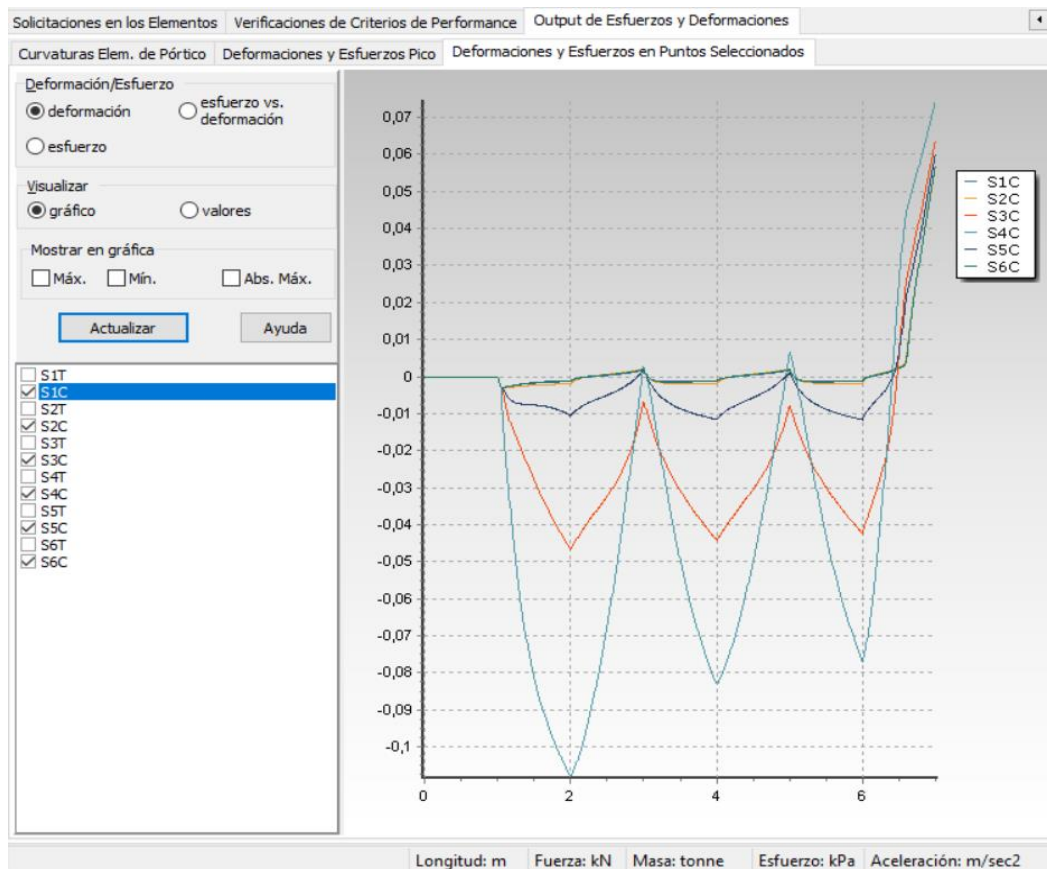 Solicitaciones en los Elementos Verificaciones de Criterios de Performance Output de Esfuerzos y Deformaciones
Curvaturas Elem. de Pórtico Deformaciones y Esfuerzos Pico Deformaciones y Esfuerzos en Puntos Seleccionados
Deformación/Esfuerzo
deformación
esfuerzo vs.
deformación
esfuerzo
Visualizar
gráfico valores
Mostrar en gráfica
Máx. Mín. Abs. Máx.
Actualizar Ayuda
S1T
S1C
S2T
S2C
S3T
S3C
S4T
S4C
S5T
S5C
S6T
S6C
0,07
0,06
0,05
0,04
0,03
0,02
0,01
0
-0,01
-0,02
-0,03
-0,04
-0,05
-0,06
-0,07
-0,08
-0,09
-0,1
0 2 4 6
S1C
S2C
S3C
S4C
S5C
S6C
Longitud: m Fuerza: kN Masa: tonne Esfuerzo: kPa Aceleración: m/sec2